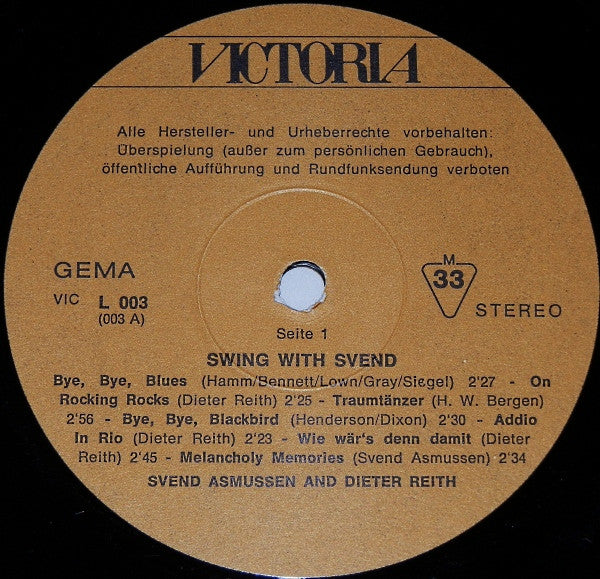 VICTORIA
Alle Hersteller- und Urheberrechte vorbehalten:
Überspielung (außer zum persönlichen Gebrauch),
öffentliche Aufführung und Rundfunksendung verboten
GEMA
VIC L 003
(003 A)
M
33
STEREO
Seite 1
SWING WITH SVEND
Bye, Bye, Blues (Hamm/Bennett/Lown/Gray/Siegel) 2'27 - On
Rocking Rocks (Dieter Reith) 2'25 - Traumtänzer (H. W. Bergen)
2'56 - Bye, Bye, Blackbird (Henderson/Dixon) 2'30 - Addio
In Rio (Dieter Reith) 2'23 - Wie wär's denn damit (Dieter
Reith) 2'45 - Melancholy Memories (Svend Asmussen) 2'34
SVEND ASMUSSEN AND DIETER REITH